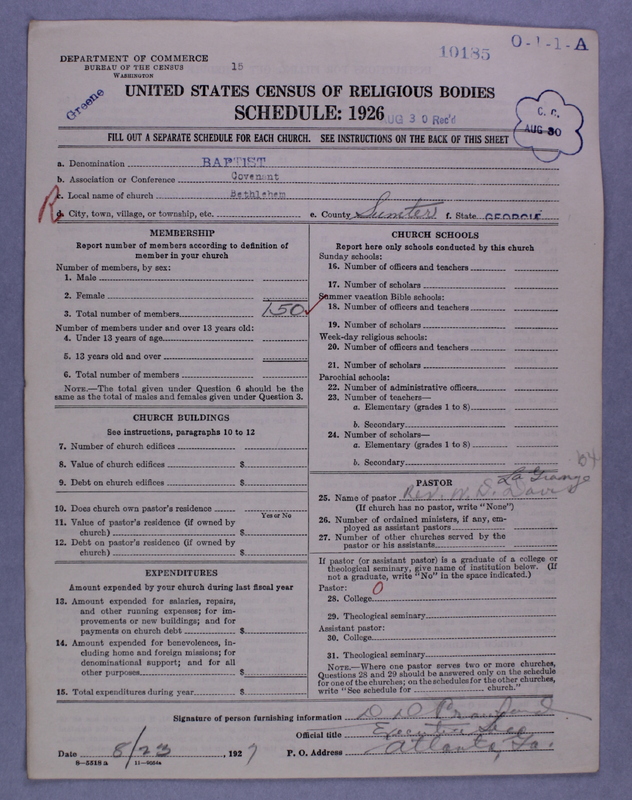 DEPARTMENT OF COMMERCE
BUREAU OF THE CENSUS
WASHINGTON
15
10185
O-1-1-A
Greene
UNITED STATES CENSUS OF RELIGIOUS BODIES
SCHEDULE: 1926
AUG 30 Rec'd
C. C.
AUG 30
FILL OUT A SEPARATE SCHEDULE FOR EACH CHURCH. SEE INSTRUCTIONS ON THE BACK OF THIS SHEET
a. Denomination BAPTIST
b. Association or Conference Covenant
c. Local name of church Bethlehem
R
d. City, town, village, or township, etc. e. County Sumter f. State GEORGIA
MEMBERSHIP
Report number of members according to definition of
member in your church
Number of members, by sex:
1. Male
2. Female
3. Total number of members 150
Number of members under and over 13 years old:
4. Under 13 years of age
5. 13 years old and over
6. Total number of members
NOTE.—The total given under Question 6 should be the
same as the total of males and females given under Question 3.
CHURCH BUILDINGS
See instructions, paragraphs 10 to 12
7. Number of church edifices
8. Value of church edifices $
9. Debt on church edifices $
10. Does church own pastor's residence
Yes or No
11. Value of pastor's residence (if owned by
church) $
12. Debt on pastor's residence (if owned by
church) $
EXPENDITURES
Amount expended by your church during last fiscal year
13. Amount expended for salaries, repairs,
and other running expenses; for im-
provements or new buildings; and for
payments on church debt $
14. Amount expended for benevolences, in-
cluding home and foreign missions; for
denominational support; and for all
other purposes $
15. Total expenditures during year $
CHURCH SCHOOLS
Report here only schools conducted by this church
Sunday schools:
16. Number of officers and teachers
17. Number of scholars
Summer vacation Bible schools:
18. Number of officers and teachers
19. Number of scholars
Week-day religious schools:
20. Number of officers and teachers
21. Number of scholars
Parochial schools:
22. Number of administrative officers
23. Number of teachers—
a. Elementary (grades 1 to 8)
b. Secondary
24. Number of scholars—
a. Elementary (grades 1 to 8)
b. Secondary
PASTOR
La Grange
25. Name of pastor Rev. W. S. Davis
(If church has no pastor, write "None")
26. Number of ordained ministers, if any, em-
ployed as assistant pastors
27. Number of other churches served by the
pastor or his assistants
If pastor (or assistant pastor) is a graduate of a college or
theological seminary, give name of institution below. (If
not a graduate, write "No" in the space indicated.)
Pastor: 0
28. College
29. Theological seminary
Assistant pastor:
30. College
31. Theological seminary
NOTE.—Where one pastor serves two or more churches,
Questions 28 and 29 should be answered only on the schedule
for one of the churches; on the schedules for the other churches,
write "See schedule for church."
Signature of person furnishing information D D
Official title Executive Sec
Date 8/23, 1927 P. O. Address Atlanta, Ga.
8—5518 a 11—9094a